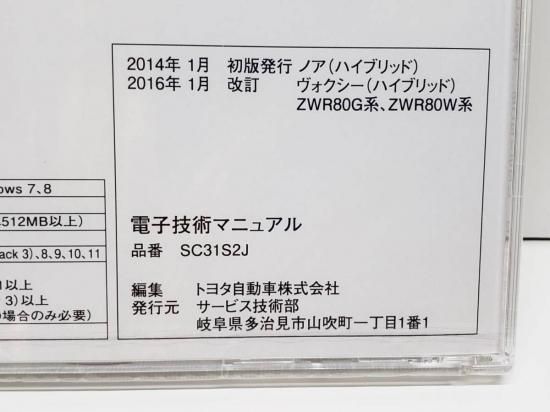 2014年 1月 初版発行 ノア(ハイブリッド)
2016年 1月 改訂 ヴォクシー(ハイブリッド)
ZWR80G系、ZWR80W系
ows 7、8
512MB以上)
ack 3)、8、9、10、11
以上
3)以上
場合のみ必要)
電子技術マニュアル
品番 SC31S2J
編集 トヨタ自動車株式会社
発行元 サービス技術部
岐阜県多治見市山吹町一丁目1番1